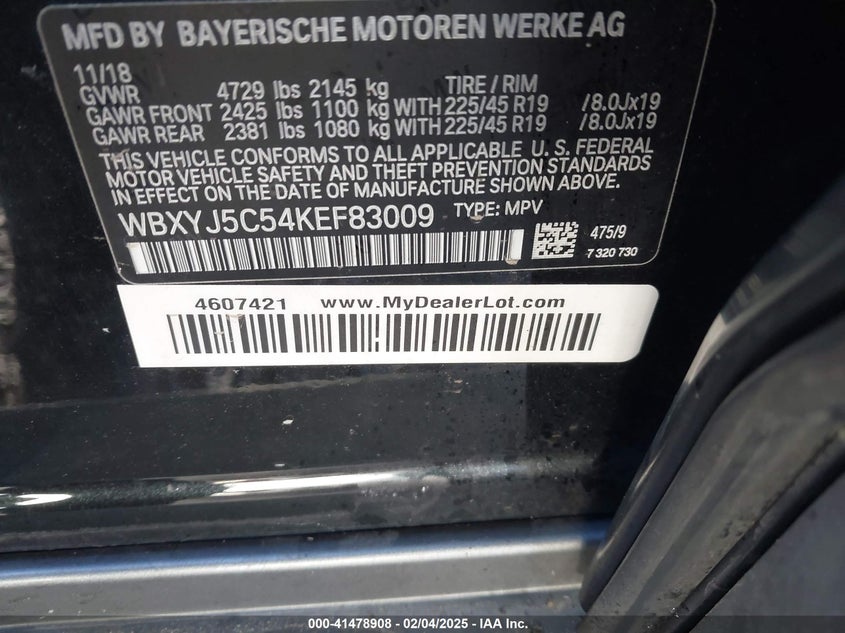 MFD BY BAYERISCHE MOTOREN WERKE AG
11/18
GVWR 4729 lbs 2145 kg TIRE / RIM
GAWR FRONT 2425 lbs 1100 kg WITH 225/45 R19 /8.0Jx19
GAWR REAR 2381 lbs 1080 kg WITH 225/45 R19 /8.0Jx19
THIS VEHICLE CONFORMS TO ALL APPLICABLE U. S. FEDERAL
MOTOR VEHICLE SAFETY AND THEFT PREVENTION STANDARDS
IN EFFECT ON THE DATE OF MANUFACTURE SHOWN ABOVE.
WBXYJ5C54KEF83009 TYPE: MPV
475/9
7 320 730
4607421 www.MyDealerLot.com
000-41478908 - 02/04/2025 - IAA Inc.